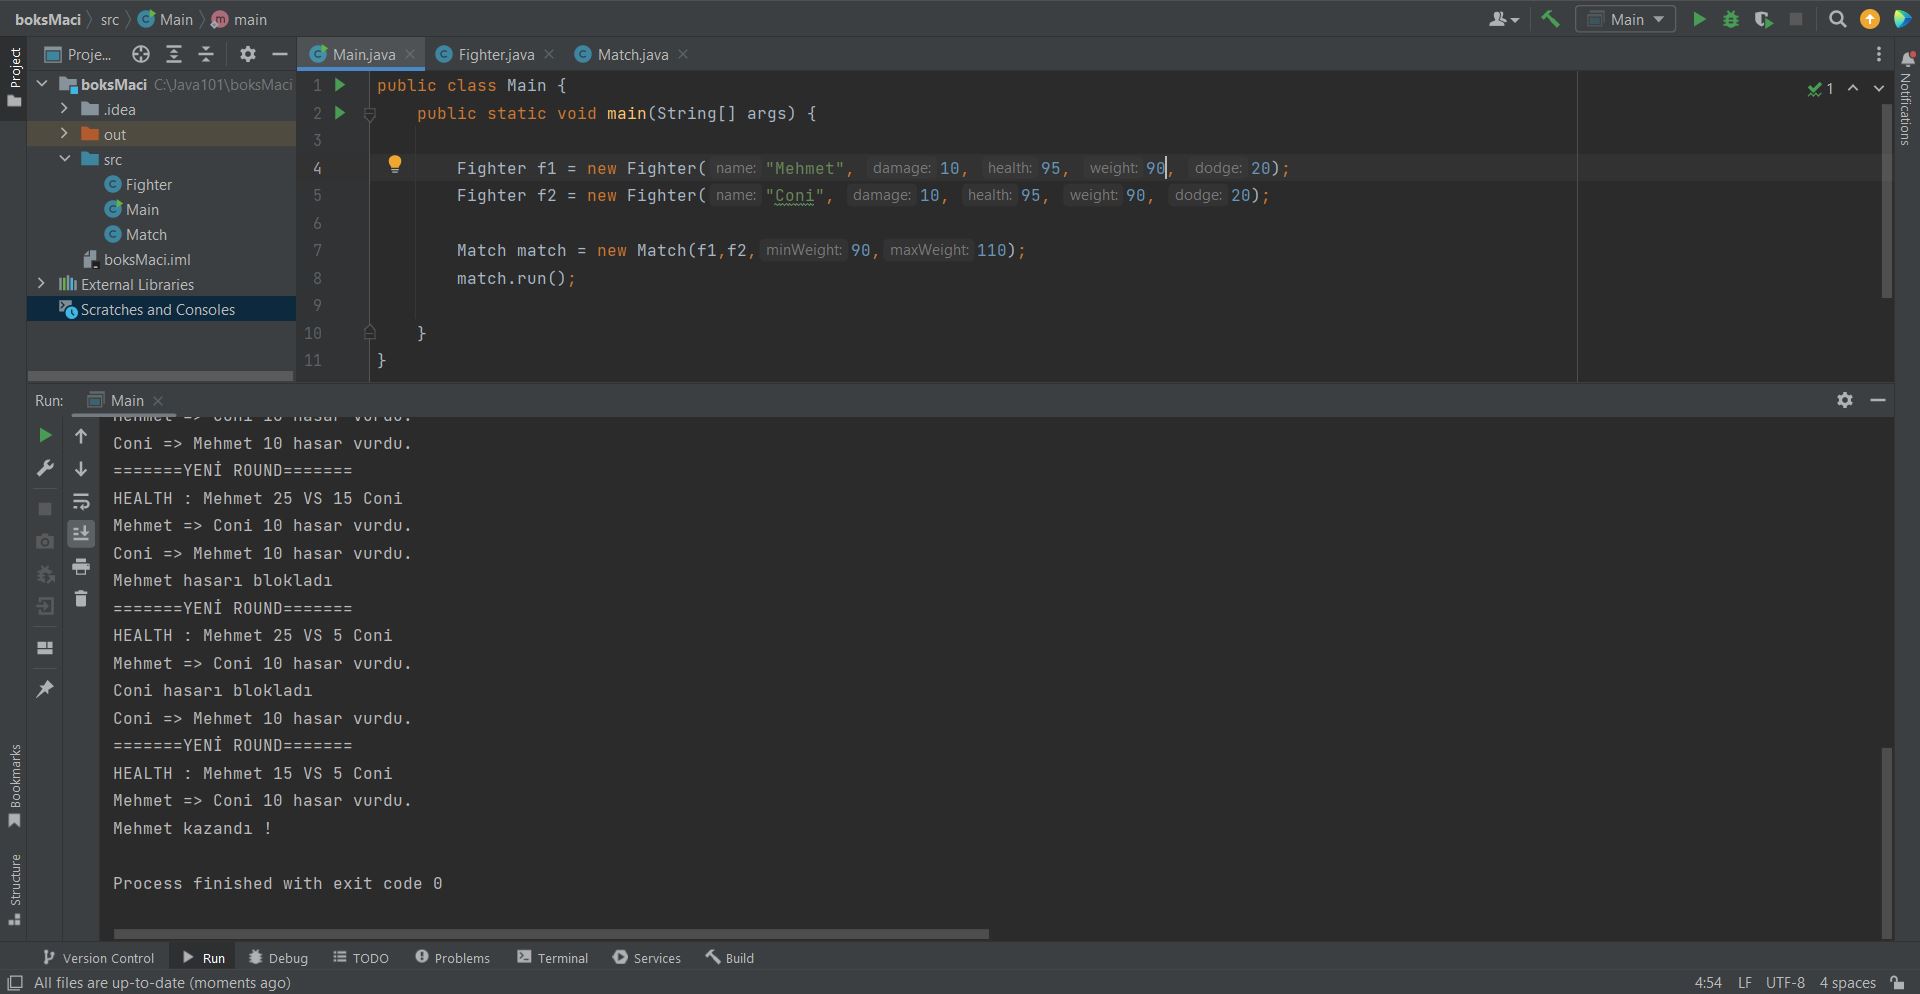 boksMaci src Main main
Main
Project
Proje...
Main.java Fighter.java Match.java
Notifications
boksMaci C:\Java101\boksMaci
.idea
out
src
Fighter
Main
Match
boksMaci.iml
External Libraries
Scratches and Consoles
1 public class Main {
2 public static void main(String[] args) {
3
4 Fighter f1 = new Fighter( name: "Mehmet", damage: 10, health: 95, weight: 90, dodge: 20);
5 Fighter f2 = new Fighter( name: "Coni", damage: 10, health: 95, weight: 90, dodge: 20);
6
7 Match match = new Match(f1,f2, minWeight: 90, maxWeight: 110);
8 match.run();
9
10 }
11 }
1
Run: Main
Mehmet => Coni 10 hasar vurdu.
Coni => Mehmet 10 hasar vurdu.
=======YENİ ROUND=======
HEALTH : Mehmet 25 VS 15 Coni
Mehmet => Coni 10 hasar vurdu.
Coni => Mehmet 10 hasar vurdu.
Mehmet hasarı blokladı
=======YENİ ROUND=======
HEALTH : Mehmet 25 VS 5 Coni
Mehmet => Coni 10 hasar vurdu.
Coni hasarı blokladı
Coni => Mehmet 10 hasar vurdu.
=======YENİ ROUND=======
HEALTH : Mehmet 15 VS 5 Coni
Mehmet => Coni 10 hasar vurdu.
Mehmet kazandı !
Process finished with exit code 0
Bookmarks
Structure
Version Control Run Debug TODO Problems Terminal Services Build
All files are up-to-date (moments ago)
4:54 LF UTF-8 4 spaces